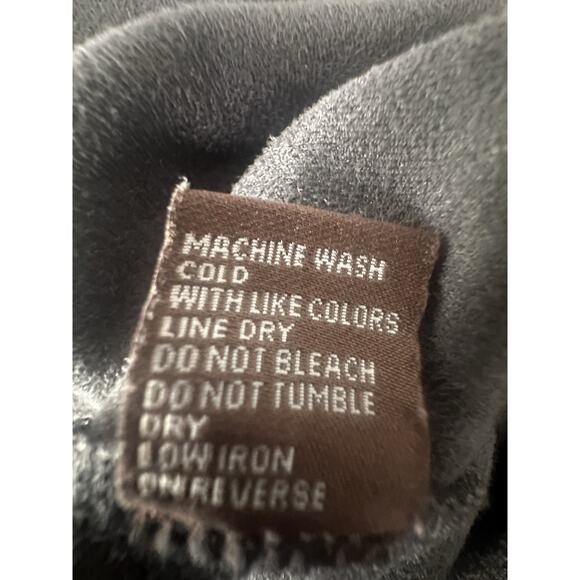 MACHINE WASH
COLD
WITH LIKE COLORS
LINE DRY
DO NOT BLEACH
DO NOT TUMBLE
DRY
LOW IRON
ON REVERSE